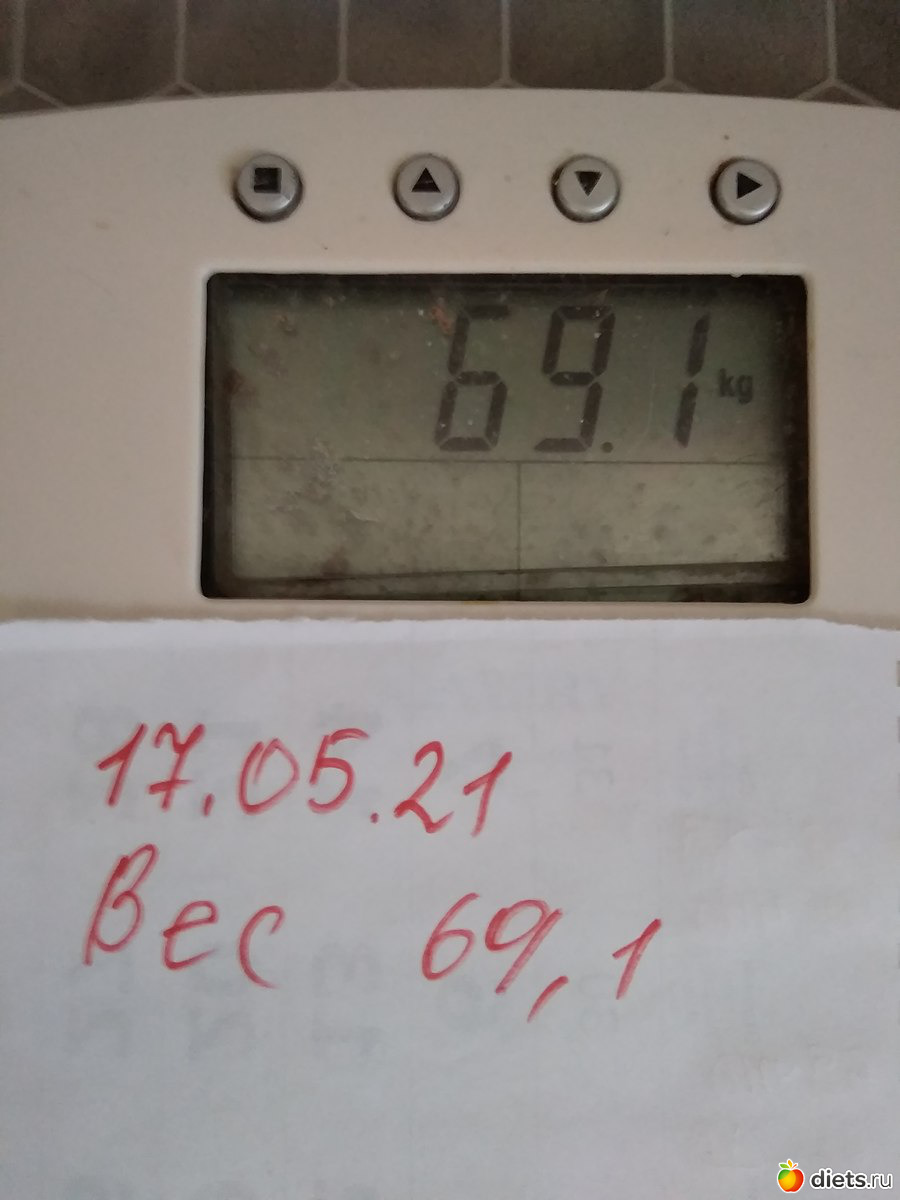 69.1 kg
17.05.21
Вес 69,1
diets.ru